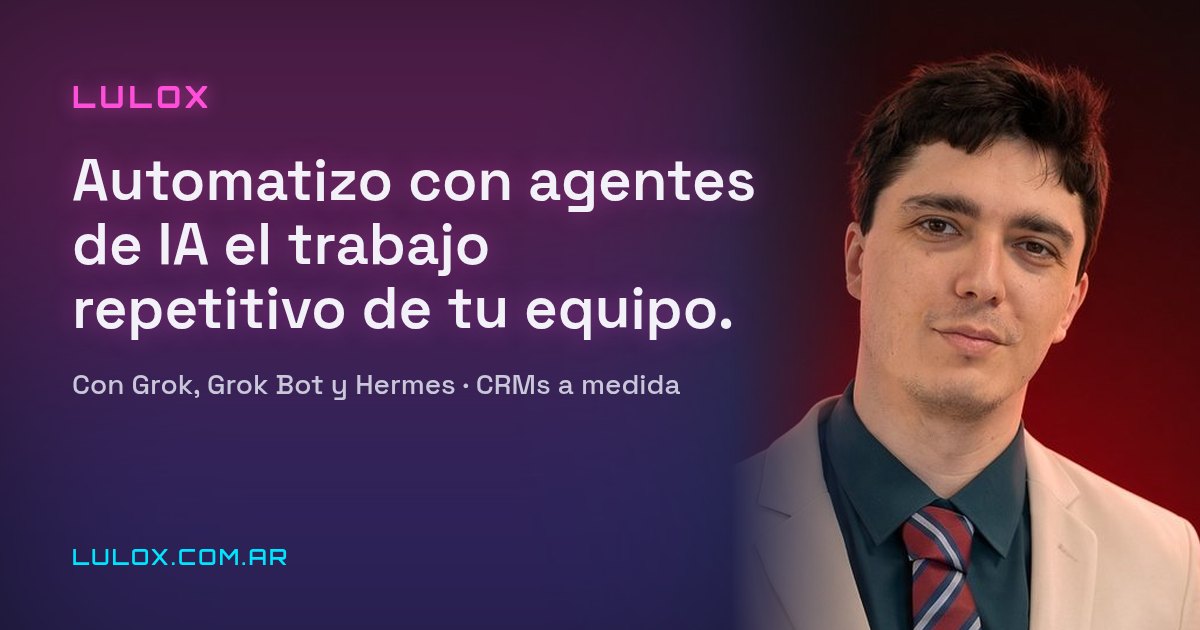 LULOX
Automatizo con agentes
de IA el trabajo
repetitivo de tu equipo.
Con Grok, Grok Bot y Hermes · CRMs a medida
LULOX.COM.AR